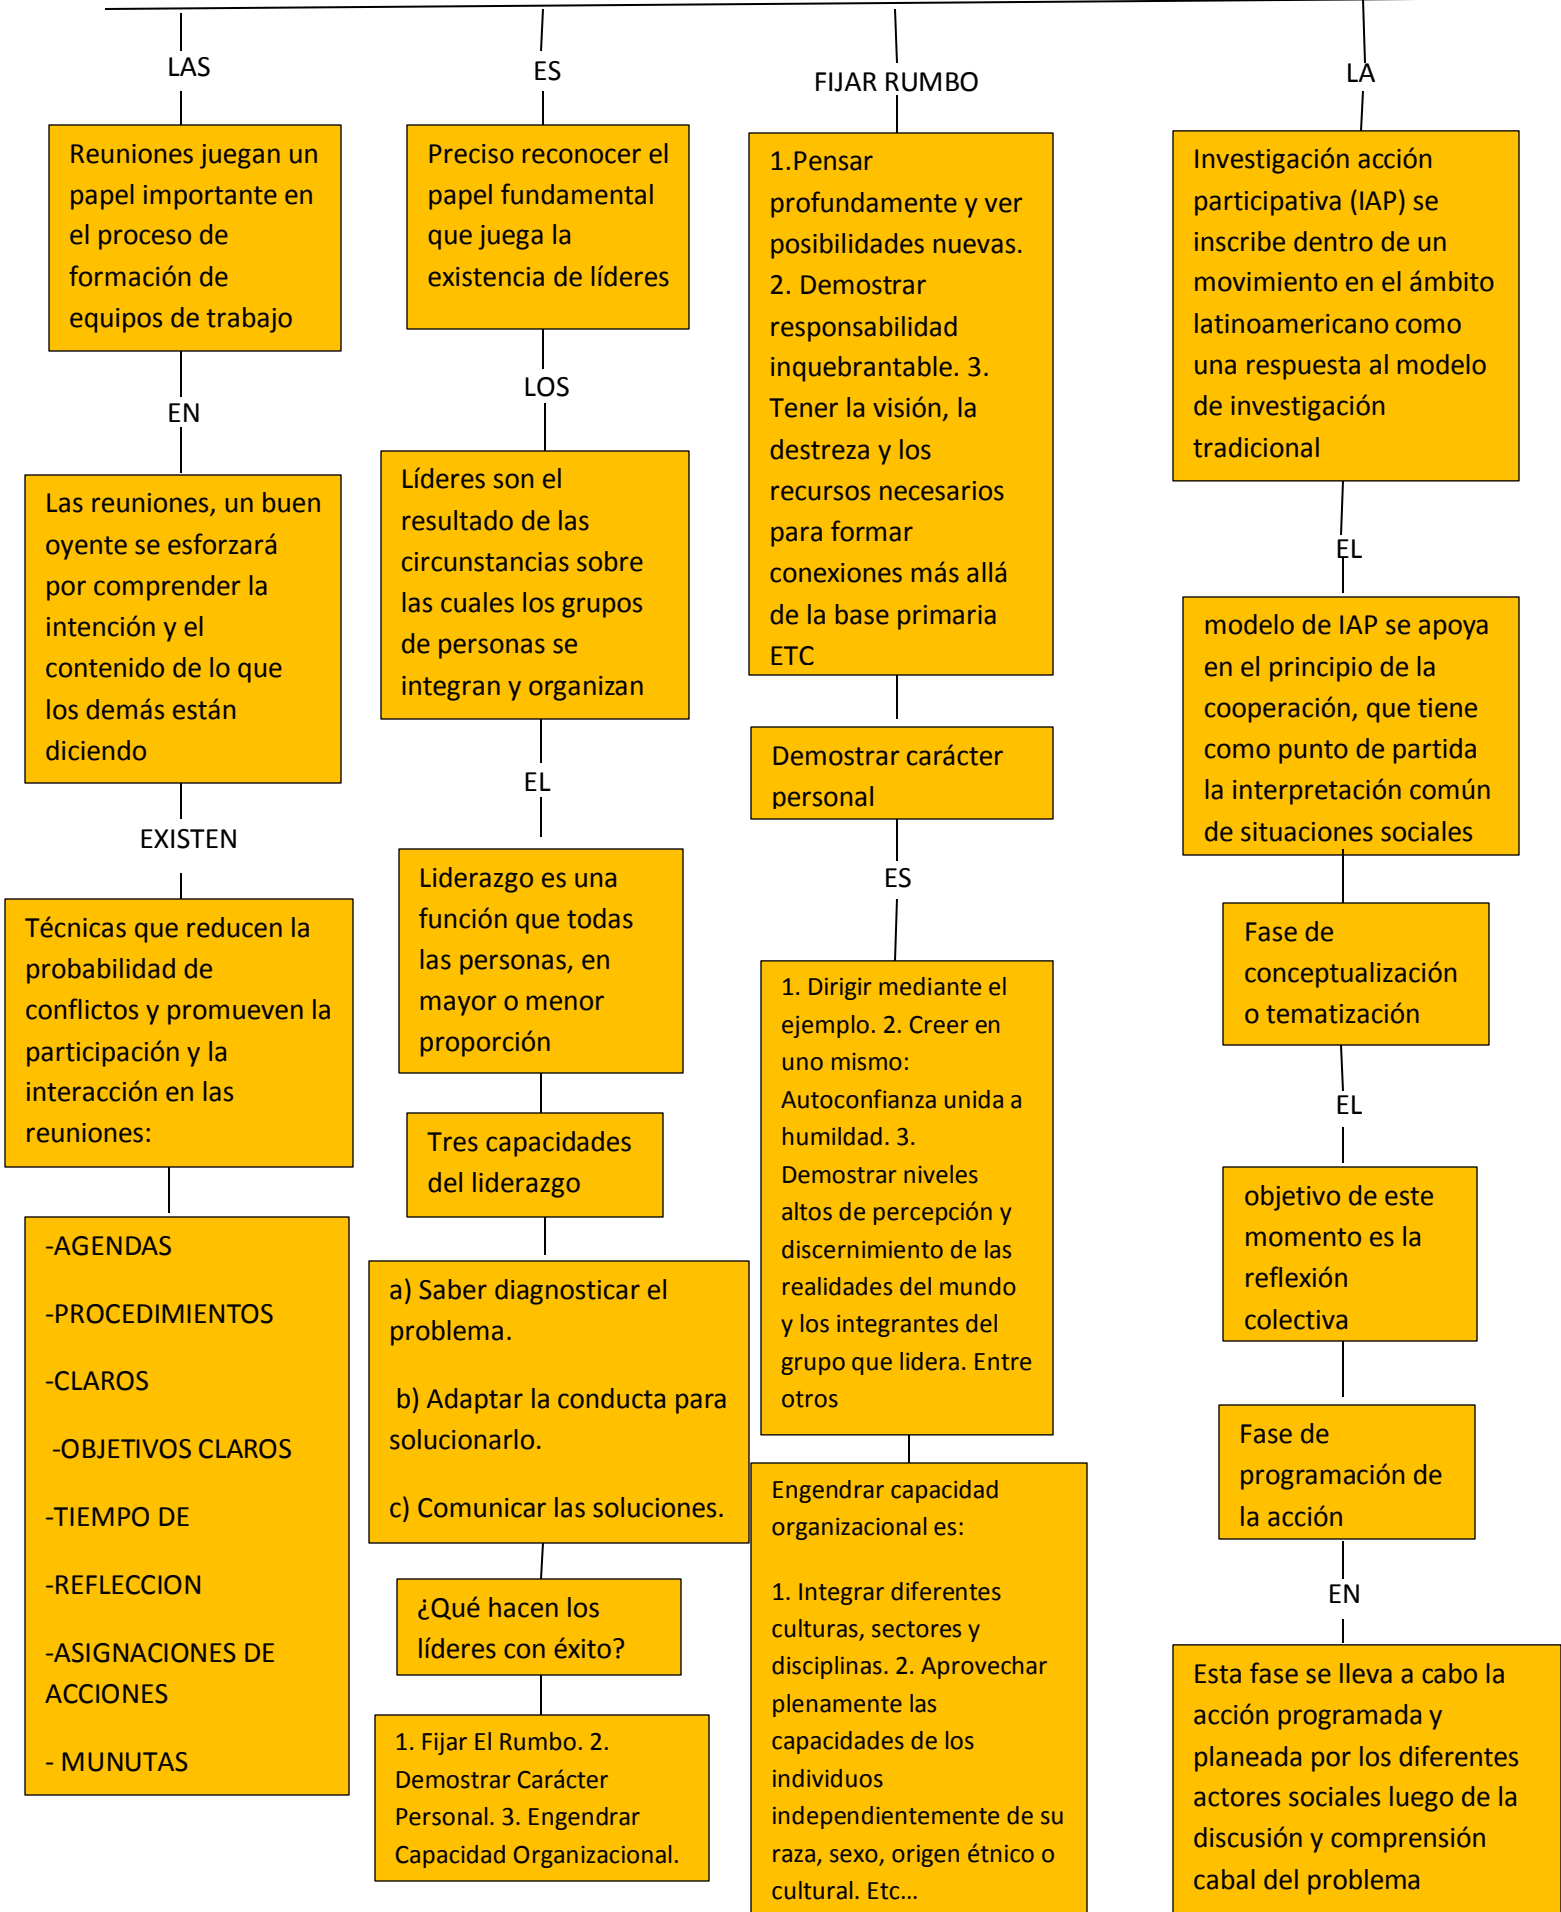 LAS
Reuniones juegan un
papel importante en
el proceso de
formación de
equipos de trabajo
EN
Las reuniones, un buen
oyente se esforzará
por comprender la
intención y el
contenido de lo que
los demás están
diciendo
EXISTEN
Técnicas que reducen la
probabilidad de
conflictos y promueven la
participación y la
interacción en las
reuniones:
-AGENDAS
-PROCEDIMIENTOS
-CLAROS
-OBJETIVOS CLAROS
-TIEMPO DE
-REFLECCION
-ASIGNACIONES DE
ACCIONES
- MUNUTAS
ES
Preciso reconocer el
papel fundamental
que juega la
existencia de líderes
LOS
Líderes son el
resultado de las
circunstancias sobre
las cuales los grupos
de personas se
integran y organizan
EL
Liderazgo es una
función que todas
las personas, en
mayor o menor
proporción
Tres capacidades
del liderazgo
a) Saber diagnosticar el
problema.
b) Adaptar la conducta para
solucionarlo.
c) Comunicar las soluciones.
¿Qué hacen los
líderes con éxito?
1. Fijar El Rumbo. 2.
Demostrar Carácter
Personal. 3. Engendrar
Capacidad Organizacional.
FIJAR RUMBO
1.Pensar
profundamente y ver
posibilidades nuevas.
2. Demostrar
responsabilidad
inquebrantable. 3.
Tener la visión, la
destreza y los
recursos necesarios
para formar
conexiones más allá
de la base primaria
ETC
Demostrar carácter
personal
ES
1. Dirigir mediante el
ejemplo. 2. Creer en
uno mismo:
Autoconfianza unida a
humildad. 3.
Demostrar niveles
altos de percepción y
discernimiento de las
realidades del mundo
y los integrantes del
grupo que lidera. Entre
otros
Engendrar capacidad
organizacional es:
1. Integrar diferentes
culturas, sectores y
disciplinas. 2. Aprovechar
plenamente las
capacidades de los
individuos
independientemente de su
raza, sexo, origen étnico o
cultural. Etc…
LA
Investigación acción
participativa (IAP) se
inscribe dentro de un
movimiento en el ámbito
latinoamericano como
una respuesta al modelo
de investigación
tradicional
EL
modelo de IAP se apoya
en el principio de la
cooperación, que tiene
como punto de partida
la interpretación común
de situaciones sociales
Fase de
conceptualización
o tematización
EL
objetivo de este
momento es la
reflexión
colectiva
Fase de
programación de
la acción
EN
Esta fase se lleva a cabo la
acción programada y
planeada por los diferentes
actores sociales luego de la
discusión y comprensión
cabal del problema